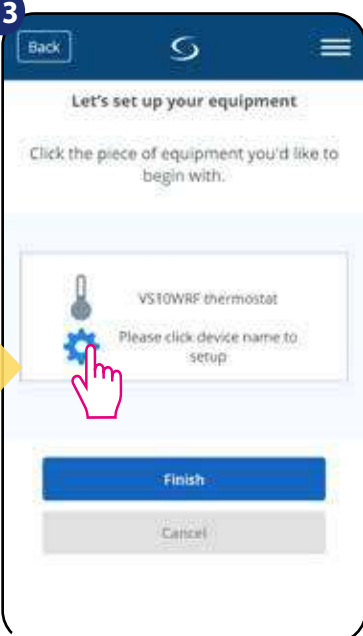 3
Back
Let's set up your equipment
Click the piece of equipment you'd like to
begin with.
VS10WRF thermostat
Please click device name to
setup
Finish
Cancel